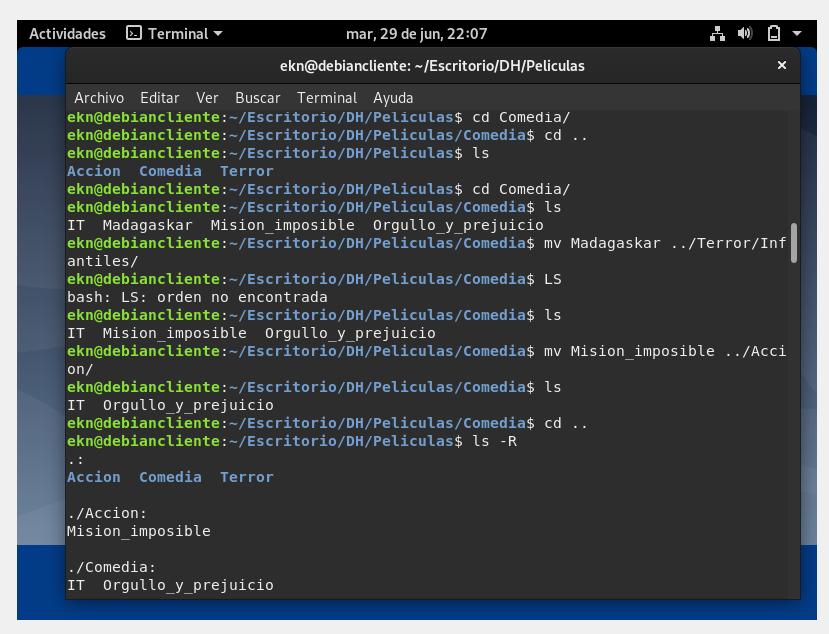 Actividades Terminal mar, 29 de jun, 22:07
ekn@debiancliente: ~/Escritorio/DH/Peliculas ×
Archivo Editar Ver Buscar Terminal Ayuda
ekn@debiancliente:~/Escritorio/DH/Peliculas$ cd Comedia/
ekn@debiancliente:~/Escritorio/DH/Peliculas/Comedia$ cd ..
ekn@debiancliente:~/Escritorio/DH/Peliculas$ ls
Accion  Comedia  Terror
ekn@debiancliente:~/Escritorio/DH/Peliculas$ cd Comedia/
ekn@debiancliente:~/Escritorio/DH/Peliculas/Comedia$ ls
IT  Madagaskar  Mision_imposible  Orgullo_y_prejuicio
ekn@debiancliente:~/Escritorio/DH/Peliculas/Comedia$ mv Madagaskar ../Terror/Inf
antiles/
ekn@debiancliente:~/Escritorio/DH/Peliculas/Comedia$ LS
bash: LS: orden no encontrada
ekn@debiancliente:~/Escritorio/DH/Peliculas/Comedia$ ls
IT  Mision_imposible  Orgullo_y_prejuicio
ekn@debiancliente:~/Escritorio/DH/Peliculas/Comedia$ mv Mision_imposible ../Acci
on/
ekn@debiancliente:~/Escritorio/DH/Peliculas/Comedia$ ls
IT  Orgullo_y_prejuicio
ekn@debiancliente:~/Escritorio/DH/Peliculas/Comedia$ cd ..
ekn@debiancliente:~/Escritorio/DH/Peliculas$ ls -R
.:
Accion  Comedia  Terror
./Accion:
Mision_imposible
./Comedia:
IT  Orgullo_y_prejuicio